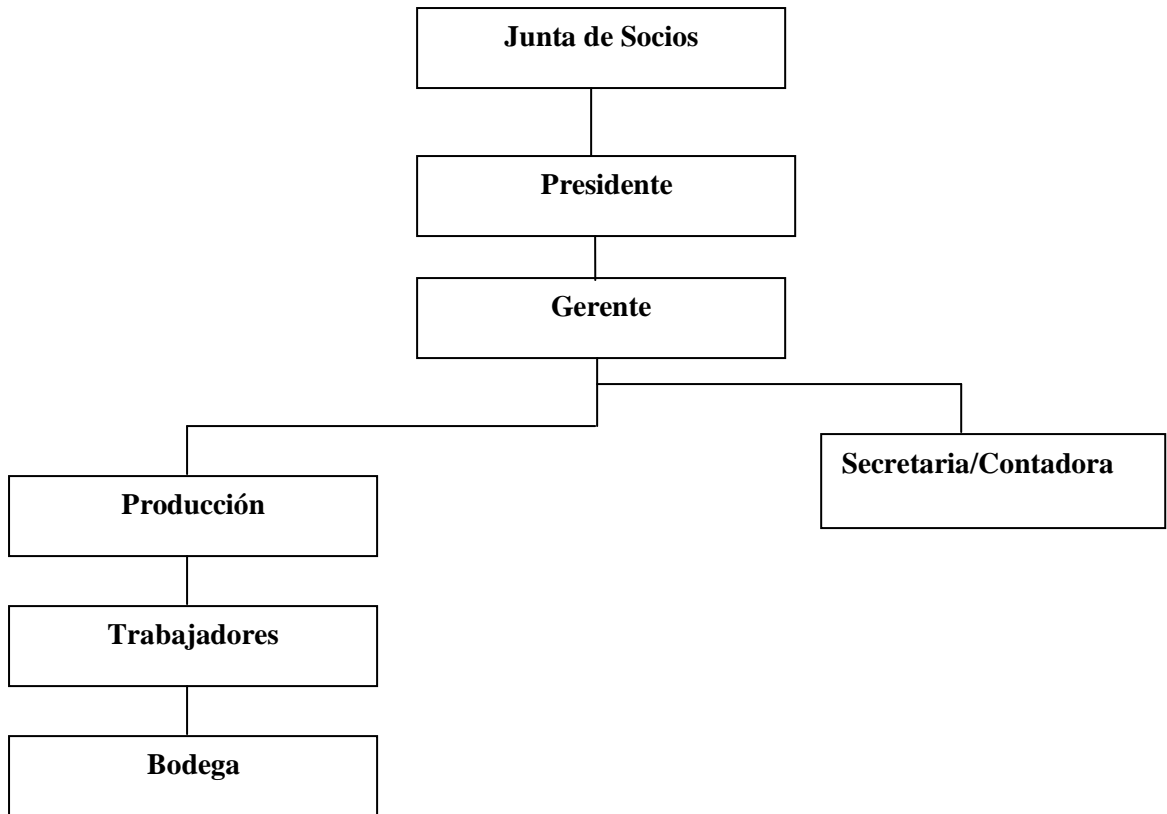 Junta de Socios
Presidente
Gerente
Secretaria/Contadora
Producción
Trabajadores
Bodega